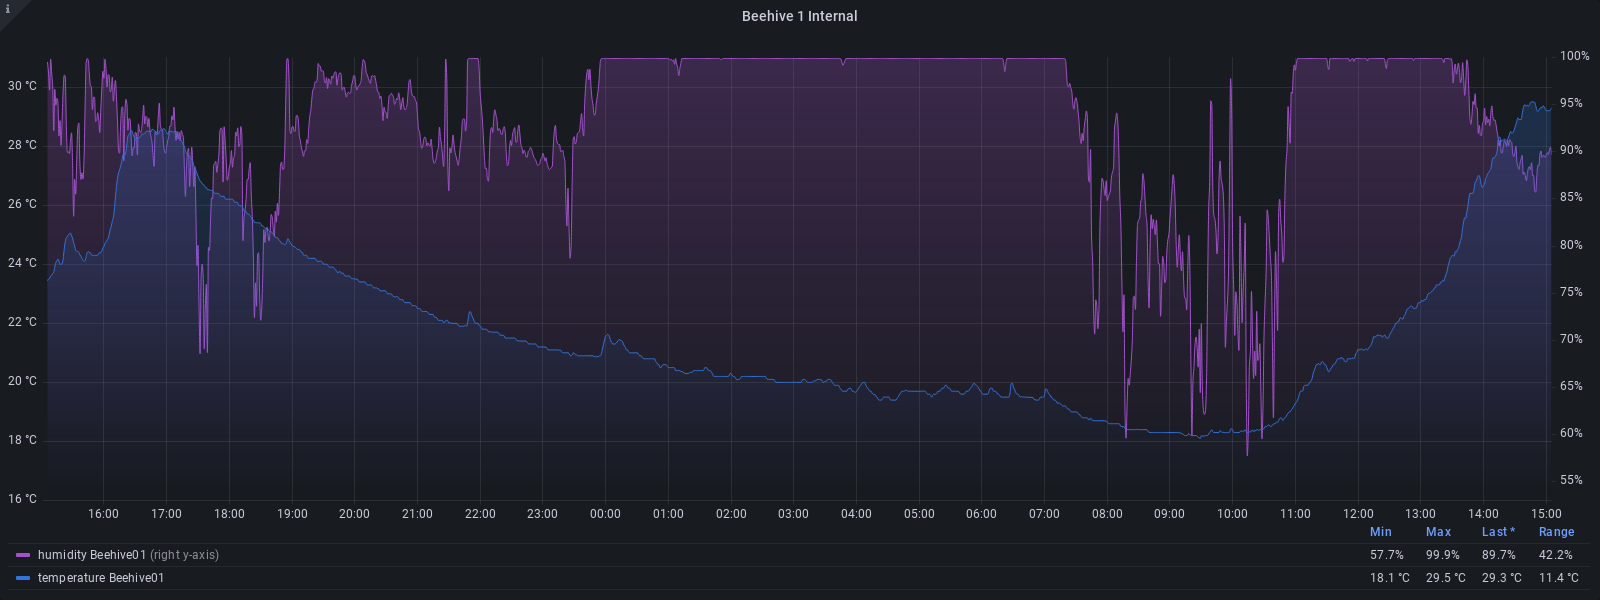 i
Beehive 1 Internal
30 °C
28 °C
26 °C
24 °C
22 °C
20 °C
18 °C
16 °C
100%
95%
90%
85%
80%
75%
70%
65%
60%
55%
16:00 17:00 18:00 19:00 20:00 21:00 22:00 23:00 00:00 01:00 02:00 03:00 04:00 05:00 06:00 07:00 08:00 09:00 10:00 11:00 12:00 13:00 14:00 15:00
Min Max Last * Range
humidity Beehive01 (right y-axis) 57.7% 99.9% 89.7% 42.2%
temperature Beehive01 18.1 °C 29.5 °C 29.3 °C 11.4 °C